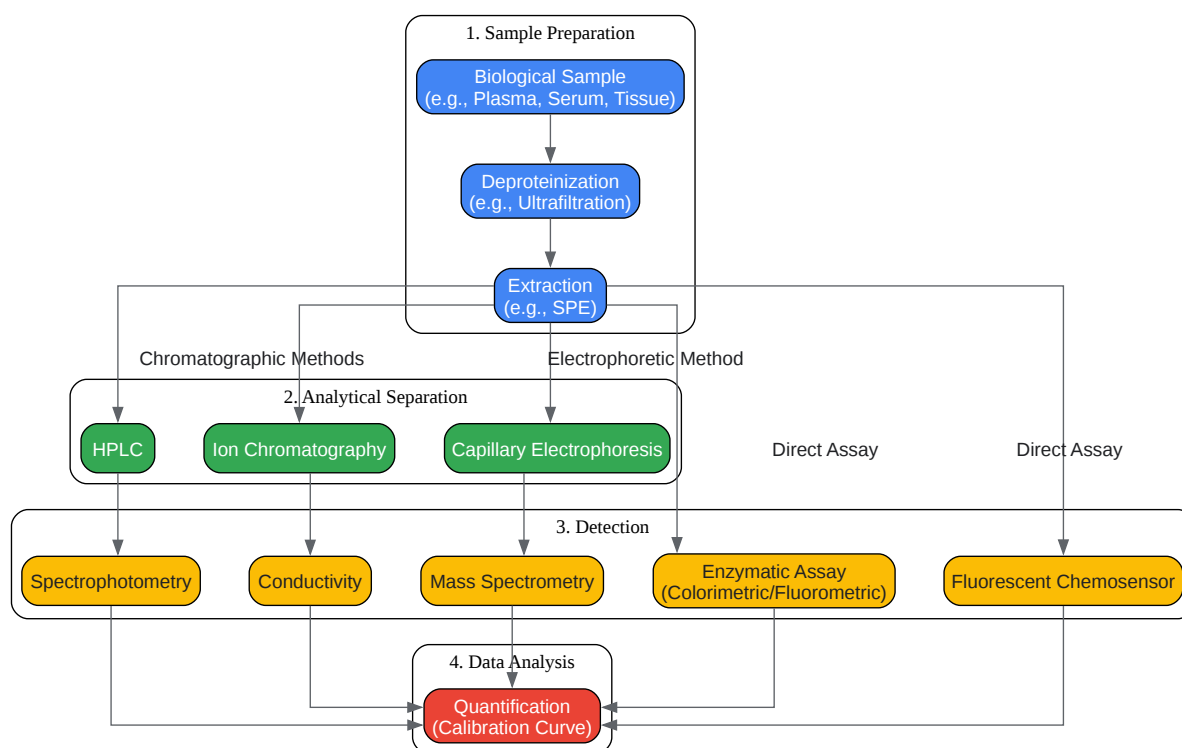 1. Sample Preparation
Biological Sample
(e.g., Plasma, Serum, Tissue)
Deproteinization
(e.g., Ultrafiltration)
Extraction
(e.g., SPE)
Chromatographic Methods
Electrophoretic Method
2. Analytical Separation
HPLC
Ion Chromatography
Capillary Electrophoresis
Direct Assay
Direct Assay
3. Detection
Spectrophotometry
Conductivity
Mass Spectrometry
Enzymatic Assay
(Colorimetric/Fluorometric)
Fluorescent Chemosensor
4. Data Analysis
Quantification
(Calibration Curve)